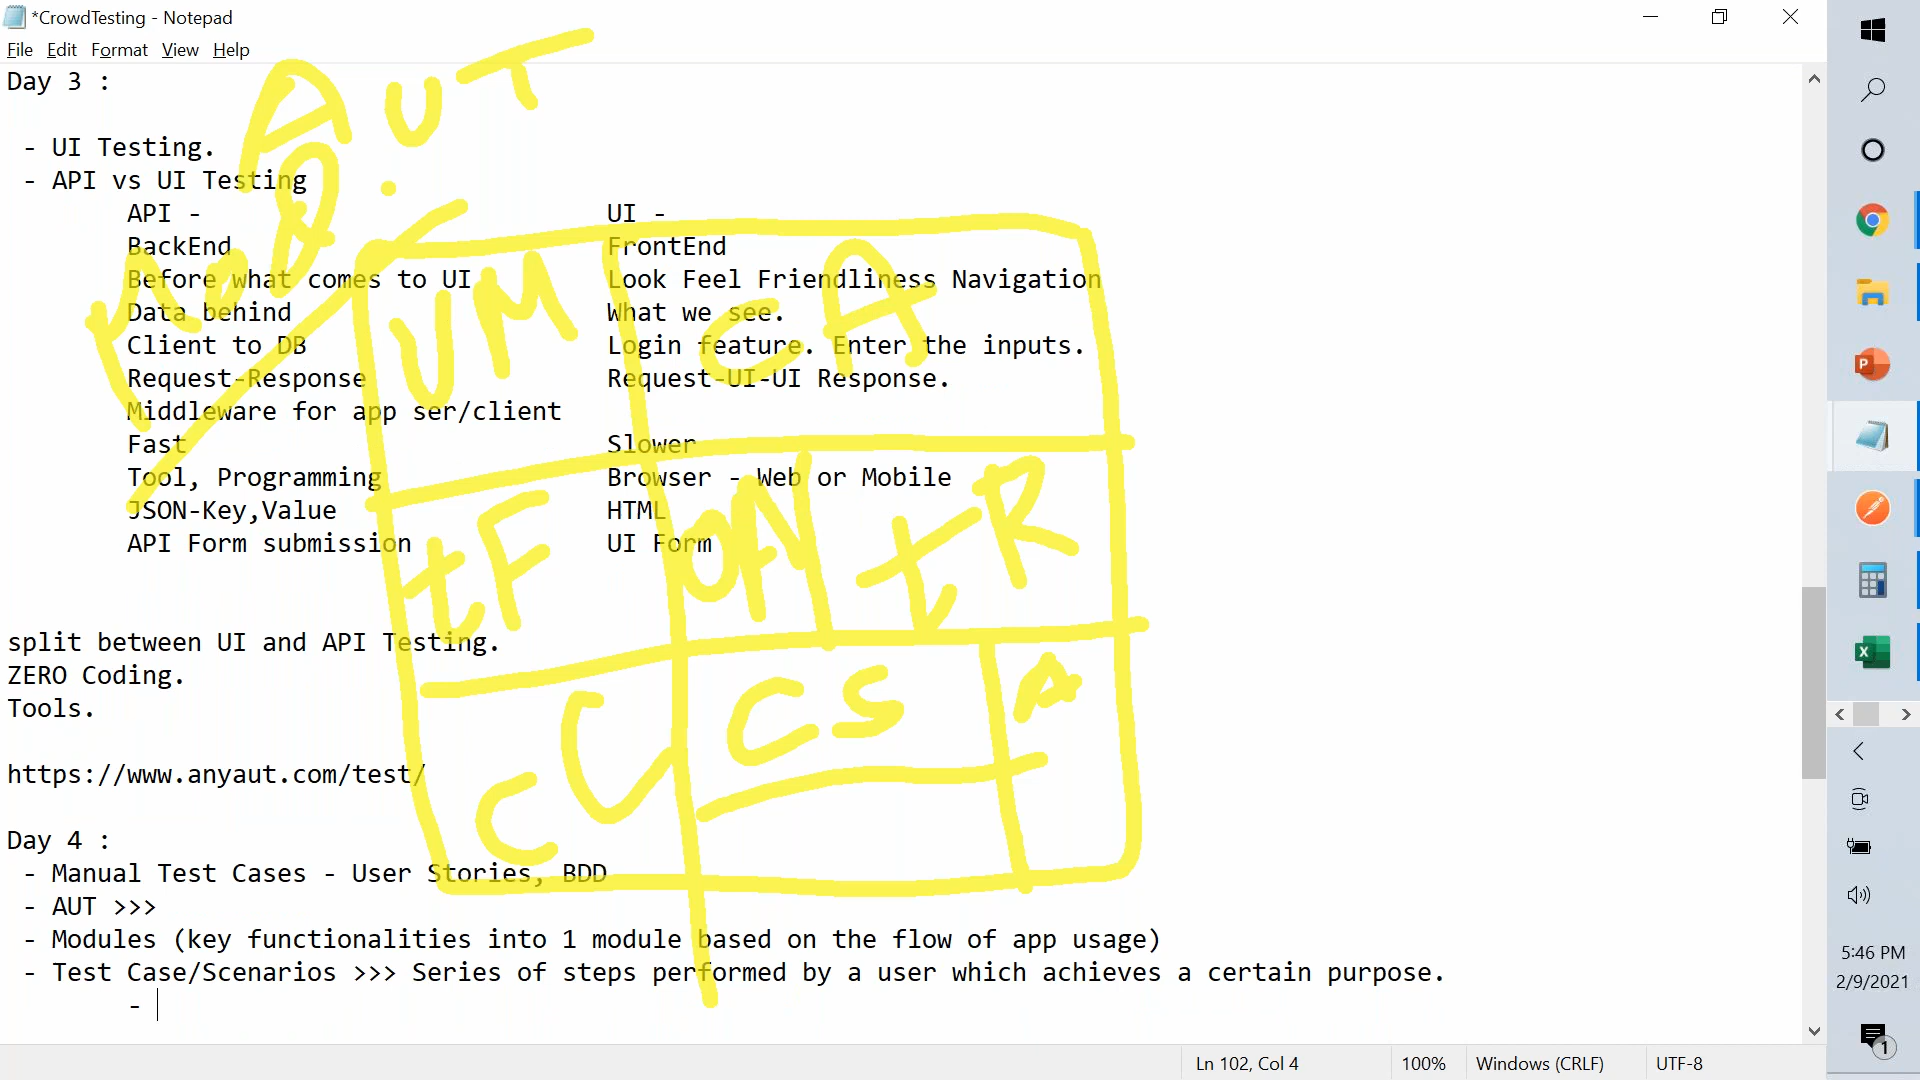 *CrowdTesting - Notepad
File Edit Format View Help
Day 3 :
- UI Testing.
- API vs UI Testing
API - UI -
BackEnd FrontEnd
Before what comes to UI Look Feel Friendliness Navigation
Data behind What we see.
Client to DB Login feature. Enter the inputs.
Request-Response Request-UI-UI Response.
Middleware for app ser/client
Fast Slower
Tool, Programming Browser - Web or Mobile
JSON-Key,Value HTML
API Form submission UI Form
split between UI and API Testing.
ZERO Coding.
Tools.
https://www.anyaut.com/test/
Day 4 :
- Manual Test Cases - User Stories, BDD
- AUT >>>
- Modules (key functionalities into 1 module based on the flow of app usage)
- Test Case/Scenarios >>> Series of steps performed by a user which achieves a certain purpose.
-
A.UT
UM CA
tF ON tR
CC CS A
Ln 102, Col 4 100% Windows (CRLF) UTF-8
5:46 PM
2/9/2021
1